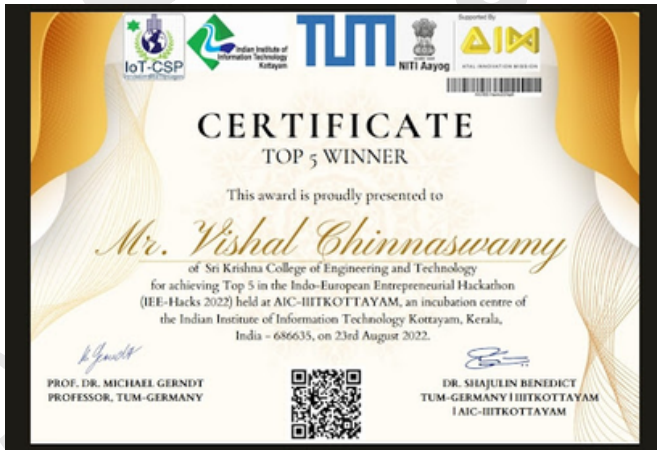 Supported By
IoT-CSP
Indian Institute of
Information Technology
Kottayam
TUM
NITI Aayog
AIM
ATAL INNOVATION MISSION
CERTIFICATE
TOP 5 WINNER
This award is proudly presented to
Mr. Vishal Chinnaswamy
of Sri Krishna College of Engineering and Technology
for achieving Top 5 in the Indo-European Entrepreneurial Hackathon
(IEE-Hacks 2022) held at AIC-IIITKOTTAYAM, an incubation centre of
the Indian Institute of Information Technology Kottayam, Kerala,
India - 686635, on 23rd August 2022.
PROF. DR. MICHAEL GERNDT
PROFESSOR, TUM-GERMANY
DR. SHAJULIN BENEDICT
TUM-GERMANY | IIITKOTTAYAM
| AIC-IIITKOTTAYAM